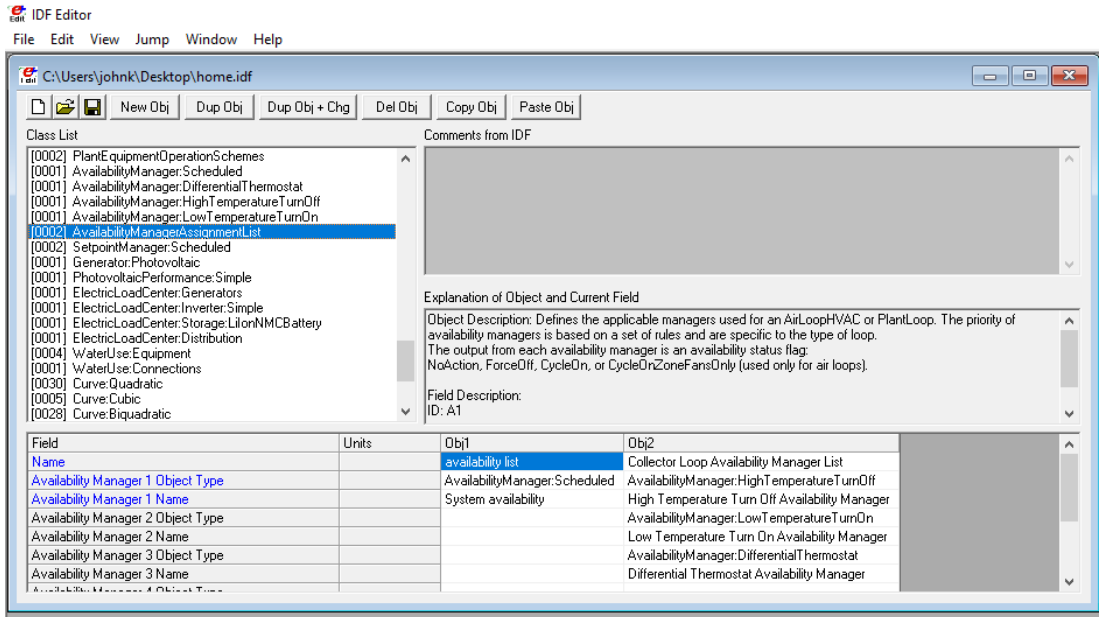 IDF Editor
File Edit View Jump Window Help
C:\Users\johnk\Desktop\home.idf
New Obj Dup Obj Dup Obj + Chg Del Obj Copy Obj Paste Obj
Class List
[0002] PlantEquipmentOperationSchemes
[0001] AvailabilityManager:Scheduled
[0001] AvailabilityManager:DifferentialThermostat
[0001] AvailabilityManager:HighTemperatureTurnOff
[0001] AvailabilityManager:LowTemperatureTurnOn
[0002] AvailabilityManagerAssignmentList
[0002] SetpointManager:Scheduled
[0001] Generator:Photovoltaic
[0001] PhotovoltaicPerformance:Simple
[0001] ElectricLoadCenter:Generators
[0001] ElectricLoadCenter:Inverter:Simple
[0001] ElectricLoadCenter:Storage:LiIonNMCBattery
[0001] ElectricLoadCenter:Distribution
[0004] WaterUse:Equipment
[0001] WaterUse:Connections
[0030] Curve:Quadratic
[0005] Curve:Cubic
[0028] Curve:Biquadratic
Comments from IDF
Explanation of Object and Current Field
Object Description: Defines the applicable managers used for an AirLoopHVAC or PlantLoop. The priority of
availability managers is based on a set of rules and are specific to the type of loop.
The output from each availability manager is an availability status flag:
NoAction, ForceOff, CycleOn, or CycleOnZoneFansOnly (used only for air loops).
Field Description:
ID: A1
Field Units Obj1 Obj2
Name availability list Collector Loop Availability Manager List
Availability Manager 1 Object Type AvailabilityManager:Scheduled AvailabilityManager:HighTemperatureTurnOff
Availability Manager 1 Name System availability High Temperature Turn Off Availability Manager
Availability Manager 2 Object Type AvailabilityManager:LowTemperatureTurnOn
Availability Manager 2 Name Low Temperature Turn On Availability Manager
Availability Manager 3 Object Type AvailabilityManager:DifferentialThermostat
Availability Manager 3 Name Differential Thermostat Availability Manager
Availability Manager 4 Object Type